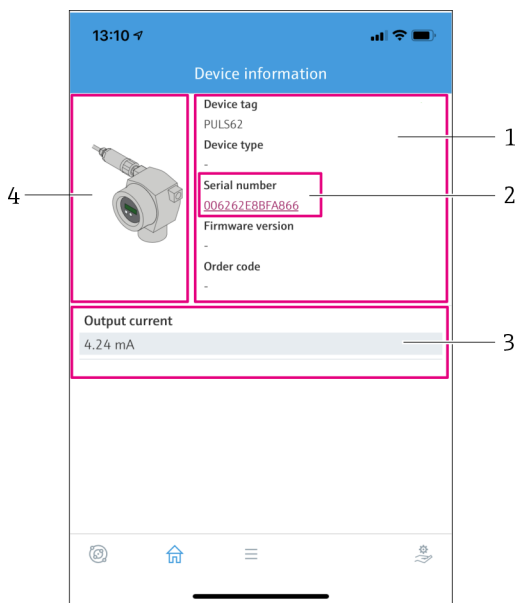 13:10
Device information
Device tag
PULS62
Device type
-
Serial number
006262E8BFA866
Firmware version
-
Order code
-
Output current
4.24 mA
1
2
3
4